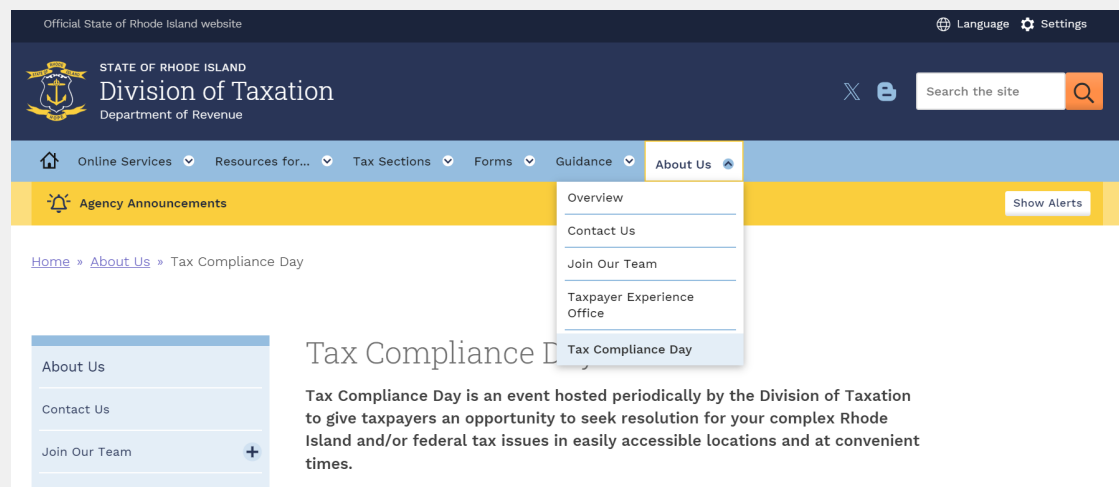 Official State of Rhode Island website
Language
Settings
STATE OF RHODE ISLAND
Division of Taxation
Department of Revenue
Search the site
Online Services
Resources for...
Tax Sections
Forms
Guidance
About Us
Agency Announcements
Show Alerts
Overview
Contact Us
Join Our Team
Taxpayer Experience
Office
Tax Compliance Day
Home » About Us » Tax Compliance Day
About Us
Contact Us
Join Our Team
Tax Compliance D
Tax Compliance Day is an event hosted periodically by the Division of Taxation
to give taxpayers an opportunity to seek resolution for your complex Rhode
Island and/or federal tax issues in easily accessible locations and at convenient
times.